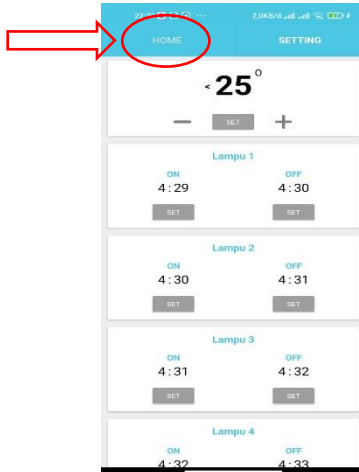 2,0KB/d
HOME SETTING
< 25°
− SET +
Lampu 1
ON OFF
4:29 4:30
SET SET
Lampu 2
ON OFF
4:30 4:31
SET SET
Lampu 3
ON OFF
4:31 4:32
SET SET
Lampu 4
ON OFF
4:32 4:33